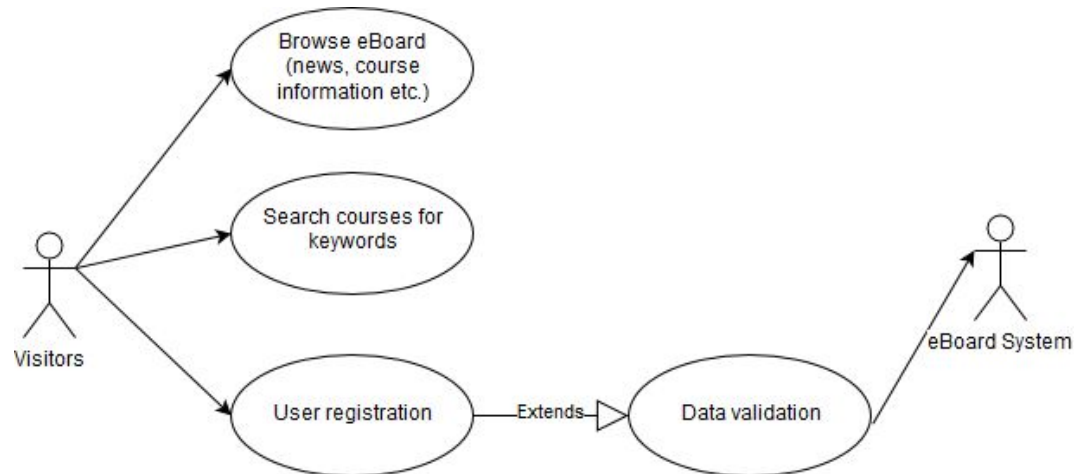 Browse eBoard
(news, course
information etc.)
Search courses for
keywords
Visitors
eBoard System
User registration
Extends
Data validation